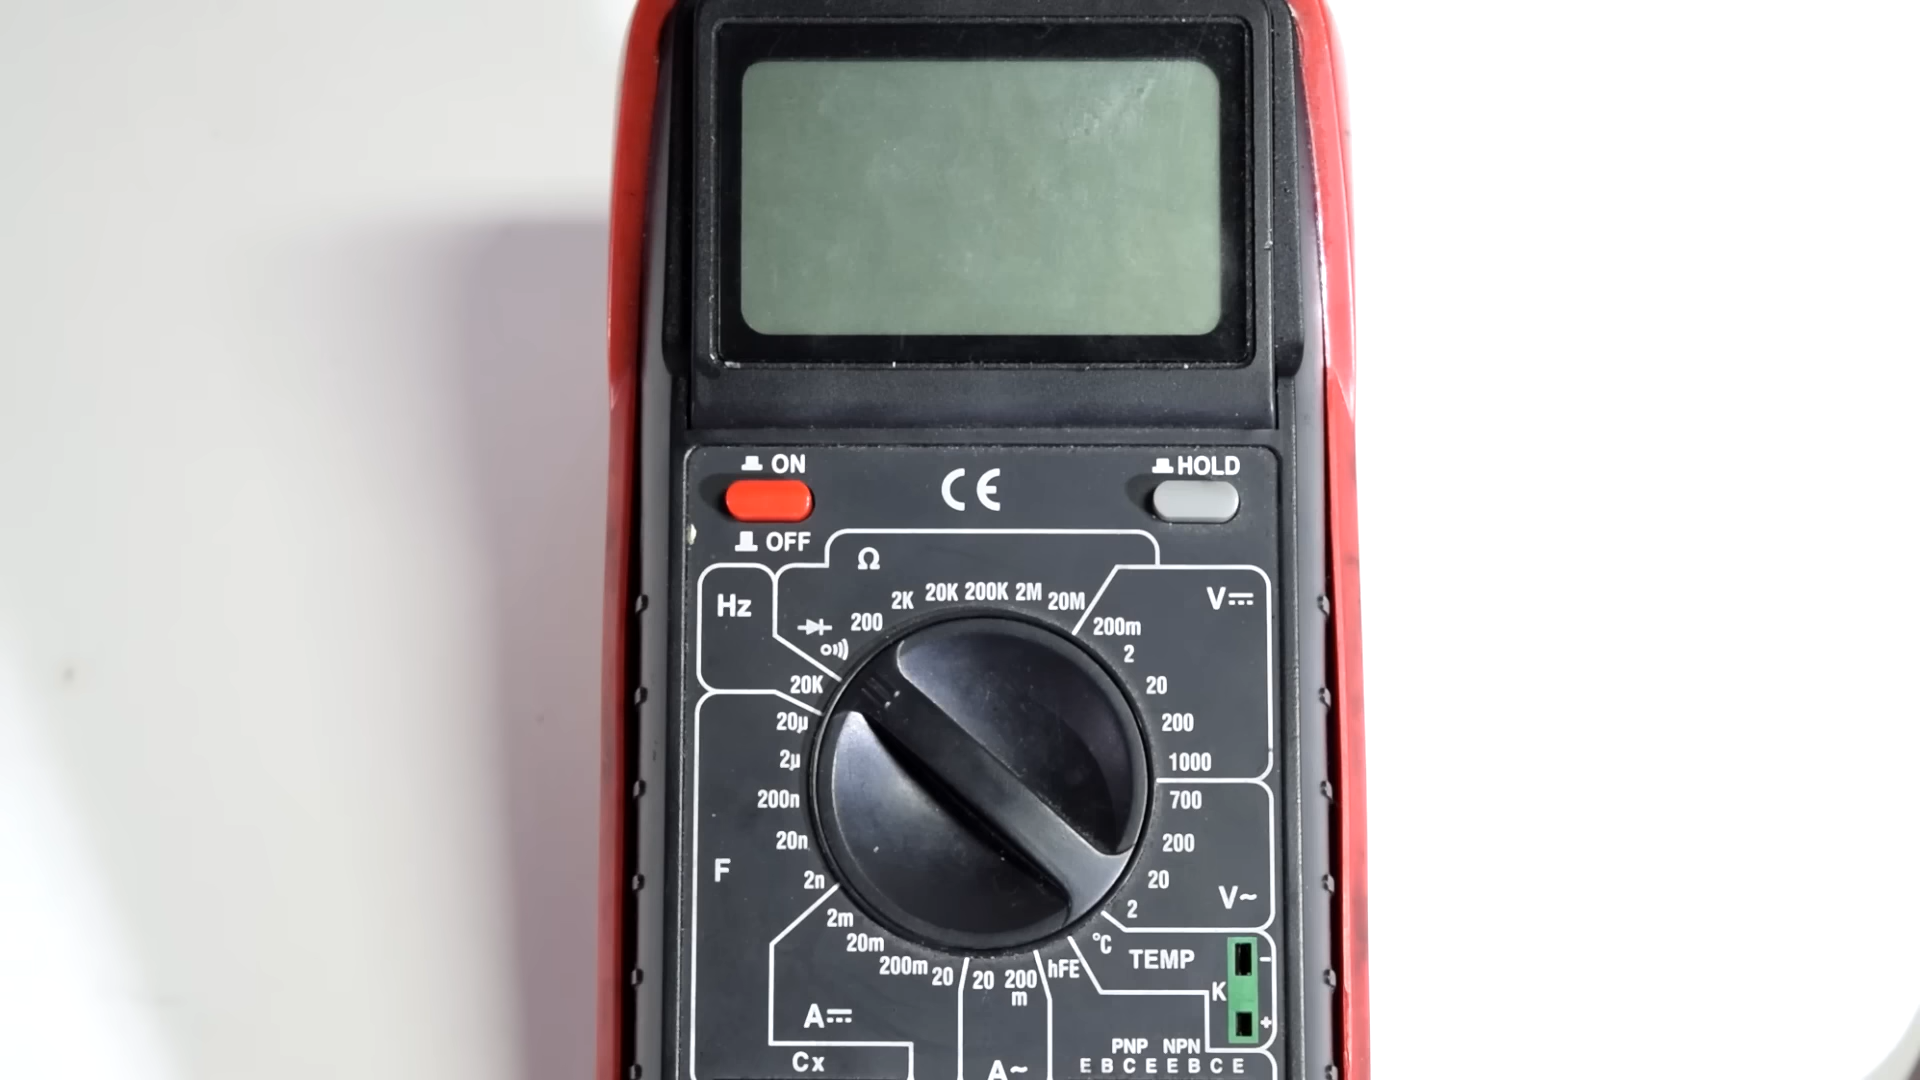 ON
HOLD
CE
OFF
Ω
Hz
2K 20K 200K 2M 20M
200
V
200m
2
20K
20
20µ
200
2µ
1000
200n
700
20n
200
F
2n
20
V~
2m
2
20m
°C
TEMP
200m 20
20 200
m
hFE
K
-
+
A
Cx
A~
PNP NPN
E B C E E B C E